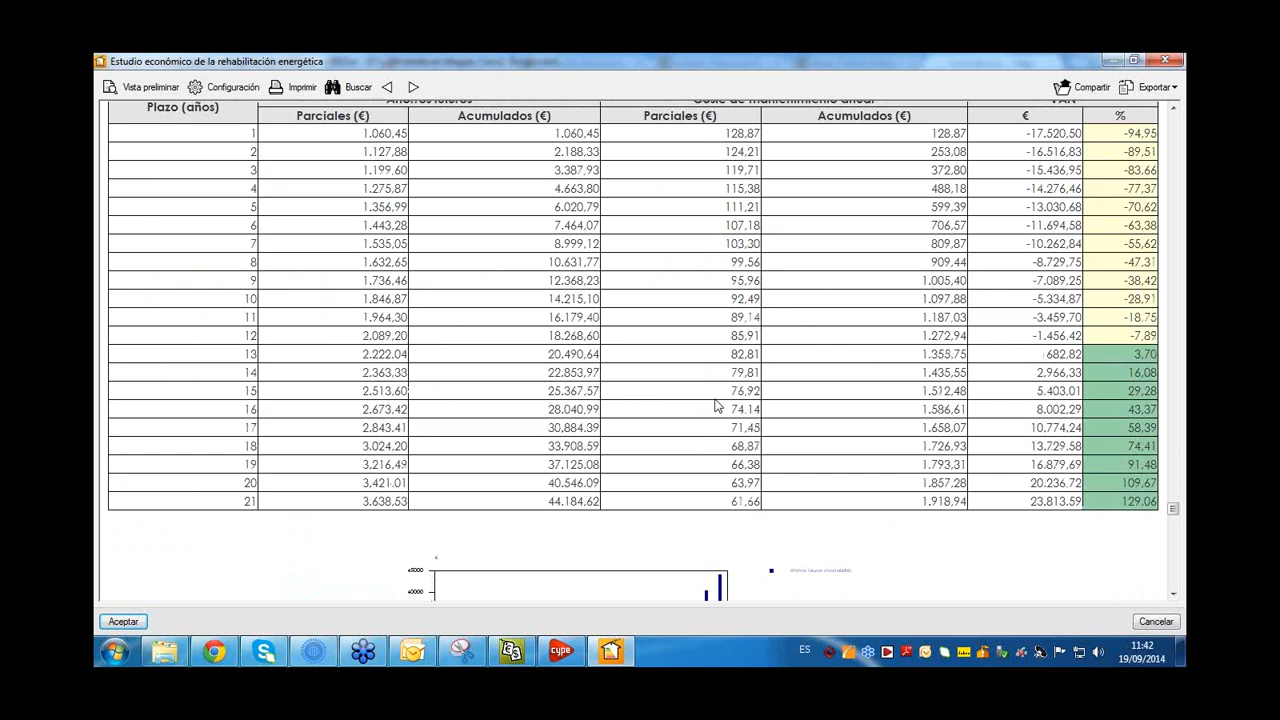 Estudio económico de la rehabilitación energética
Vista preliminar Configuración Imprimir Buscar Compartir Exportar
Plazo (años) Ahorros futuros Coste de mantenimiento anual VAN
Parciales (€) Acumulados (€) Parciales (€) Acumulados (€) € %
1 1.060,45 1.060,45 128,87 128,87 -17.520,50 -94,95
2 1.127,88 2.188,33 124,21 253,08 -16.516,83 -89,51
3 1.199,60 3.387,93 119,71 372,80 -15.436,95 -83,66
4 1.275,87 4.663,80 115,38 488,18 -14.276,46 -77,37
5 1.356,99 6.020,79 111,21 599,39 -13.030,68 -70,62
6 1.443,28 7.464,07 107,18 706,57 -11.694,58 -63,38
7 1.535,05 8.999,12 103,30 809,87 -10.262,84 -55,62
8 1.632,65 10.631,77 99,56 909,44 -8.729,75 -47,31
9 1.736,46 12.368,23 95,96 1.005,40 -7.089,25 -38,42
10 1.846,87 14.215,10 92,49 1.097,88 -5.334,87 -28,91
11 1.964,30 16.179,40 89,14 1.187,03 -3.459,70 -18,75
12 2.089,20 18.268,60 85,91 1.272,94 -1.456,42 -7,89
13 2.222,04 20.490,64 82,81 1.355,75 682,82 3,70
14 2.363,33 22.853,97 79,81 1.435,55 2.966,33 16,08
15 2.513,60 25.367,57 76,92 1.512,48 5.403,01 29,28
16 2.673,42 28.040,99 74,14 1.586,61 8.002,29 43,37
17 2.843,41 30.884,39 71,45 1.658,07 10.774,24 58,39
18 3.024,20 33.908,59 68,87 1.726,93 13.729,58 74,41
19 3.216,49 37.125,08 66,38 1.793,31 16.879,69 91,48
20 3.421,01 40.546,09 63,97 1.857,28 20.236,72 109,67
21 3.638,53 44.184,62 61,66 1.918,94 23.813,59 129,06
€
45000
40000
Ahorros futuros (Acumulados)
Aceptar Cancelar
cype ES 11:42
19/09/2014